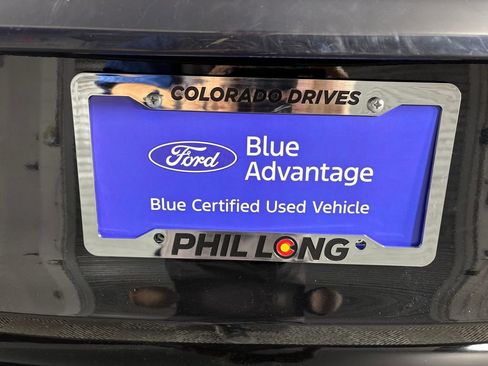 COLORADO DRIVES
Ford
Blue
Advantage
Blue Certified Used Vehicle
PHIL LONG